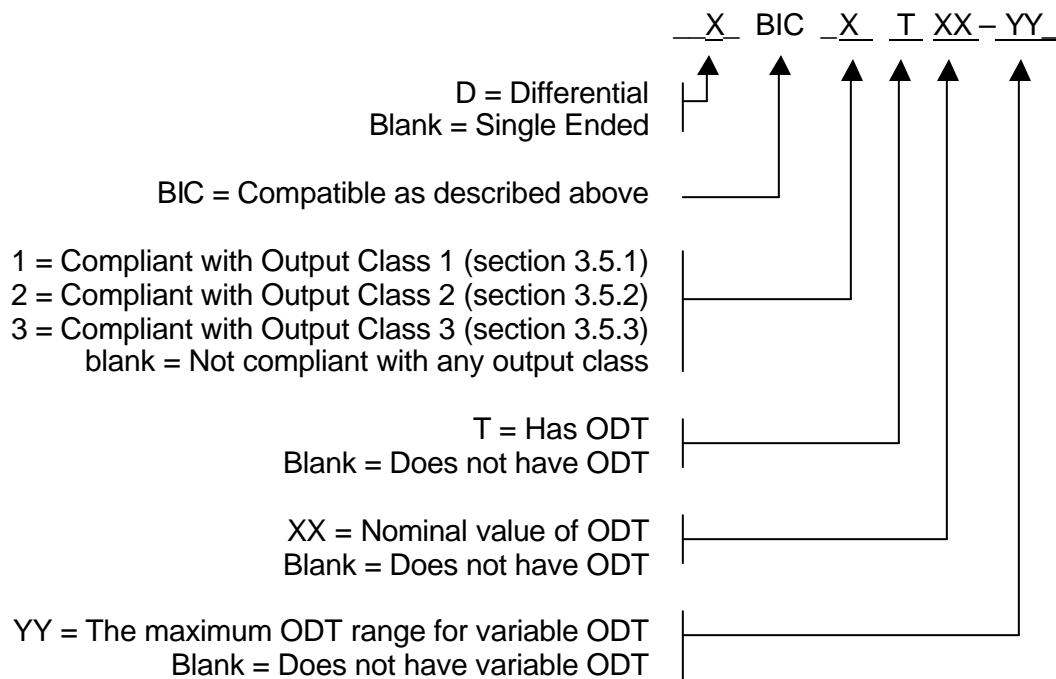 __X_ BIC _X_ T XX – YY_
D = Differential
Blank = Single Ended
BIC = Compatible as described above
1 = Compliant with Output Class 1 (section 3.5.1)
2 = Compliant with Output Class 2 (section 3.5.2)
3 = Compliant with Output Class 3 (section 3.5.3)
blank = Not compliant with any output class
T = Has ODT
Blank = Does not have ODT
XX = Nominal value of ODT
Blank = Does not have ODT
YY = The maximum ODT range for variable ODT
Blank = Does not have variable ODT